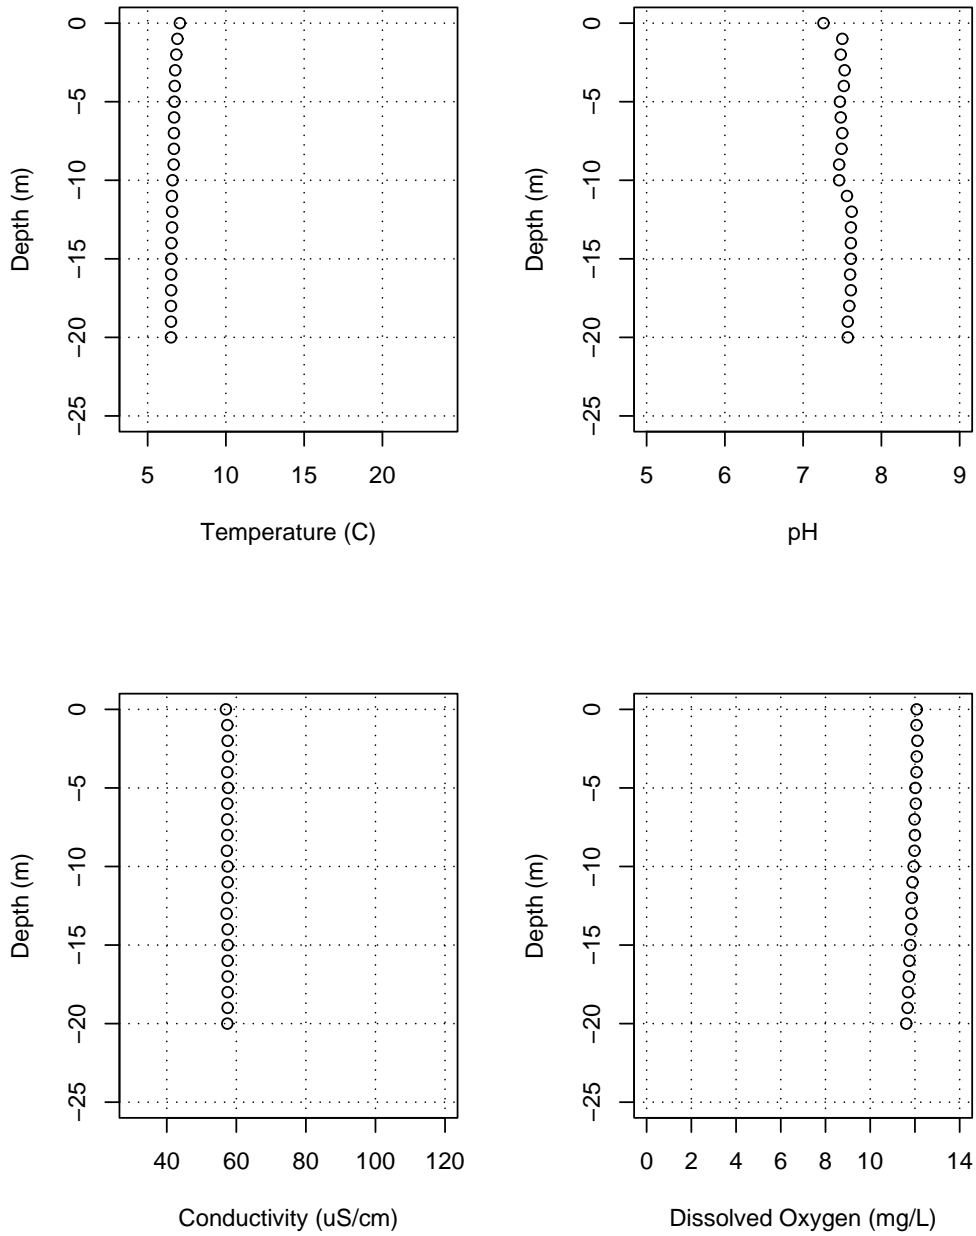 0
−5
−10
−15
−20
−25
Depth (m)
5 10 15 20
Temperature (C)
0
−5
−10
−15
−20
−25
Depth (m)
5 6 7 8 9
pH
0
−5
−10
−15
−20
−25
Depth (m)
40 60 80 100 120
Conductivity (uS/cm)
0
−5
−10
−15
−20
−25
Depth (m)
0 2 4 6 8 10 14
Dissolved Oxygen (mg/L)